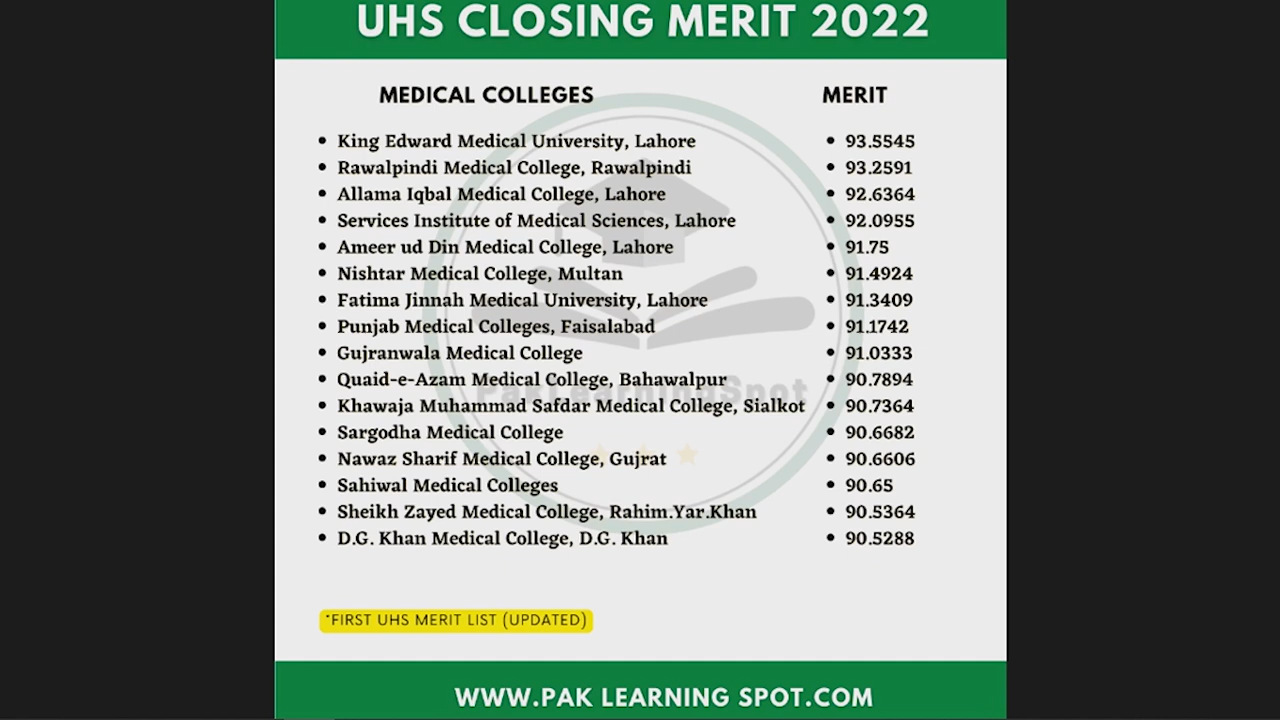 UHS CLOSING MERIT 2022
MEDICAL COLLEGES MERIT
• King Edward Medical University, Lahore • 93.5545
• Rawalpindi Medical College, Rawalpindi • 93.2591
• Allama Iqbal Medical College, Lahore • 92.6364
• Services Institute of Medical Sciences, Lahore • 92.0955
• Ameer ud Din Medical College, Lahore • 91.75
• Nishtar Medical College, Multan • 91.4924
• Fatima Jinnah Medical University, Lahore • 91.3409
• Punjab Medical Colleges, Faisalabad • 91.1742
• Gujranwala Medical College • 91.0333
• Quaid-e-Azam Medical College, Bahawalpur • 90.7894
PakLearningSpot
• Khawaja Muhammad Safdar Medical College, Sialkot • 90.7364
• Sargodha Medical College • 90.6682
• Nawaz Sharif Medical College, Gujrat • 90.6606
• Sahiwal Medical Colleges • 90.65
• Sheikh Zayed Medical College, Rahim.Yar.Khan • 90.5364
• D.G. Khan Medical College, D.G. Khan • 90.5288
*FIRST UHS MERIT LIST (UPDATED)
WWW.PAK LEARNING SPOT.COM